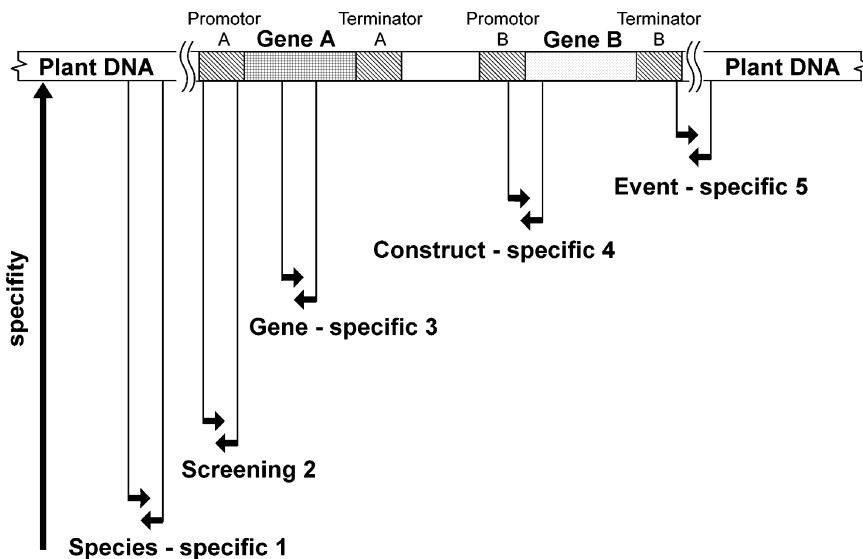 Promotor Terminator Promotor Terminator
A Gene A A B Gene B B
Plant DNA Plant DNA
Event - specific 5
Construct - specific 4
Gene - specific 3
Screening 2
Species - specific 1
specifity